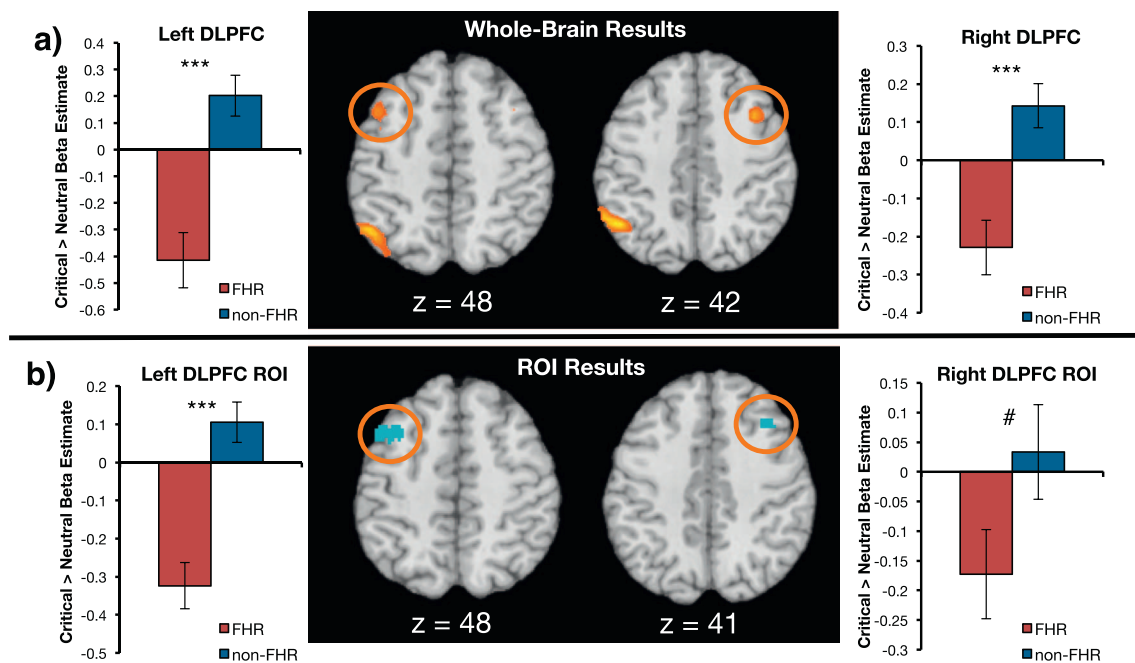 a)
Left DLPFC
Critical > Neutral Beta Estimate
0.4
0.3
0.2
0.1
0
-0.1
-0.2
-0.3
-0.4
-0.5
-0.6
***
FHR
non-FHR
Whole-Brain Results
z = 48
z = 42
Right DLPFC
Critical > Neutral Beta Estimate
0.3
0.2
0.1
0
-0.1
-0.2
-0.3
-0.4
***
FHR
non-FHR
b)
Left DLPFC ROI
Critical > Neutral Beta Estimate
0.2
0.1
0
-0.1
-0.2
-0.3
-0.4
-0.5
***
FHR
non-FHR
ROI Results
z = 48
z = 41
Right DLPFC ROI
Critical > Neutral Beta Estimate
0.15
0.1
0.05
0
-0.05
-0.1
-0.15
-0.2
-0.25
-0.3
#
FHR
non-FHR